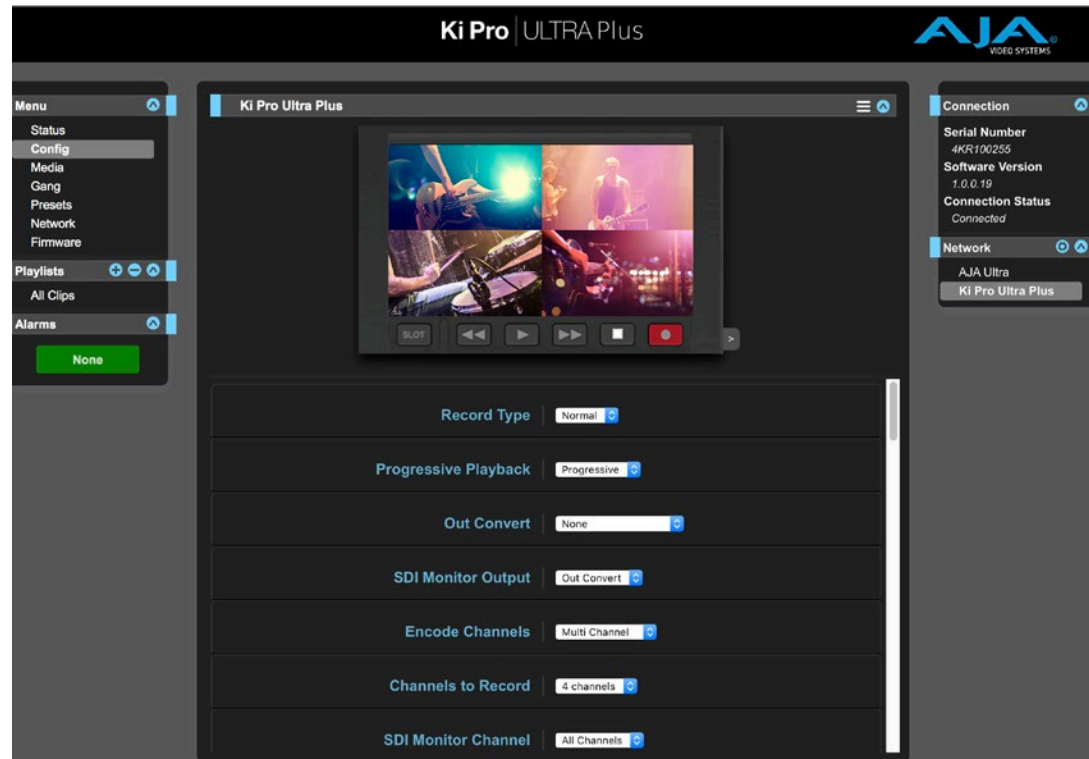 Ki Pro ULTRA Plus
AJA
VIDEO SYSTEMS
Menu
Status
Config
Media
Gang
Presets
Network
Firmware
Playlists
All Clips
Alarms
None
Ki Pro Ultra Plus
SLOT
>
Record Type Normal
Progressive Playback Progressive
Out Convert None
SDI Monitor Output Out Convert
Encode Channels Multi Channel
Channels to Record 4 channels
SDI Monitor Channel All Channels
Connection
Serial Number
4KR100255
Software Version
1.0.0.19
Connection Status
Connected
Network
AJA Ultra
Ki Pro Ultra Plus